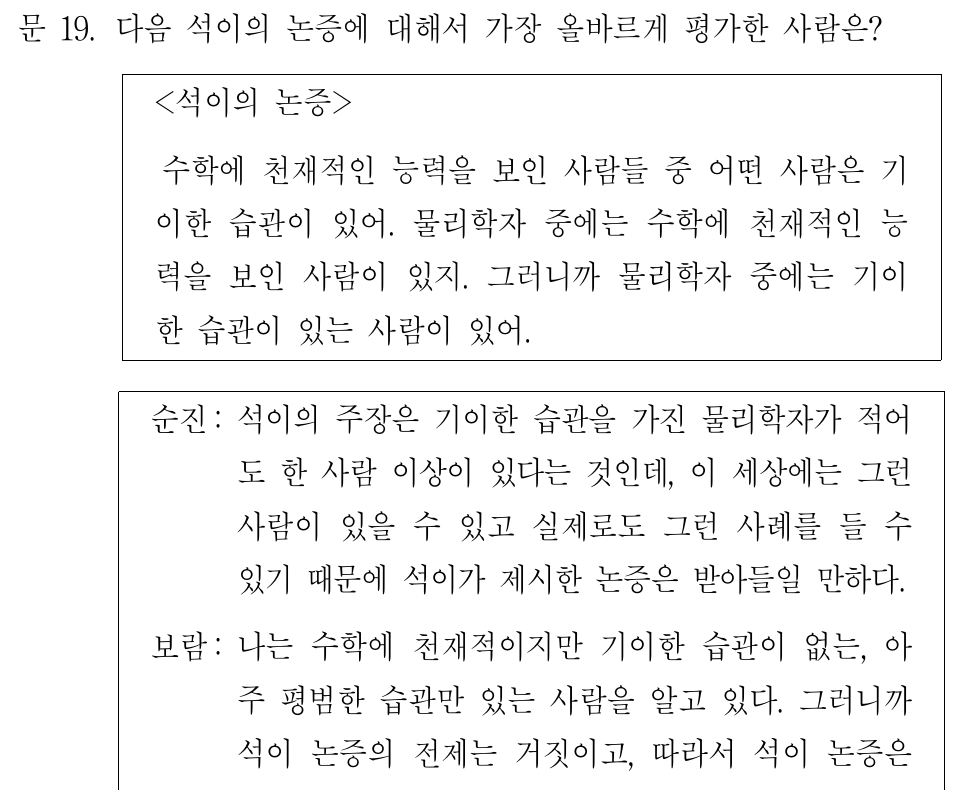 문 19. 다음 석이의 논증에 대해서 가장 올바르게 평가한 사람은?
<석이의 논증>
수학에 천재적인 능력을 보인 사람들 중 어떤 사람은 기
이한 습관이 있어. 물리학자 중에는 수학에 천재적인 능
력을 보인 사람이 있지. 그러니까 물리학자 중에는 기이
한 습관이 있는 사람이 있어.
순진 : 석이의 주장은 기이한 습관을 가진 물리학자가 적어
도 한 사람 이상이 있다는 것인데, 이 세상에는 그런
사람이 있을 수 있고 실제로도 그런 사례를 들 수
있기 때문에 석이가 제시한 논증은 받아들일 만하다.
보람 : 나는 수학에 천재적이지만 기이한 습관이 없는, 아
주 평범한 습관만 있는 사람을 알고 있다. 그러니까
석이 논증의 전제는 거짓이고, 따라서 석이 논증은